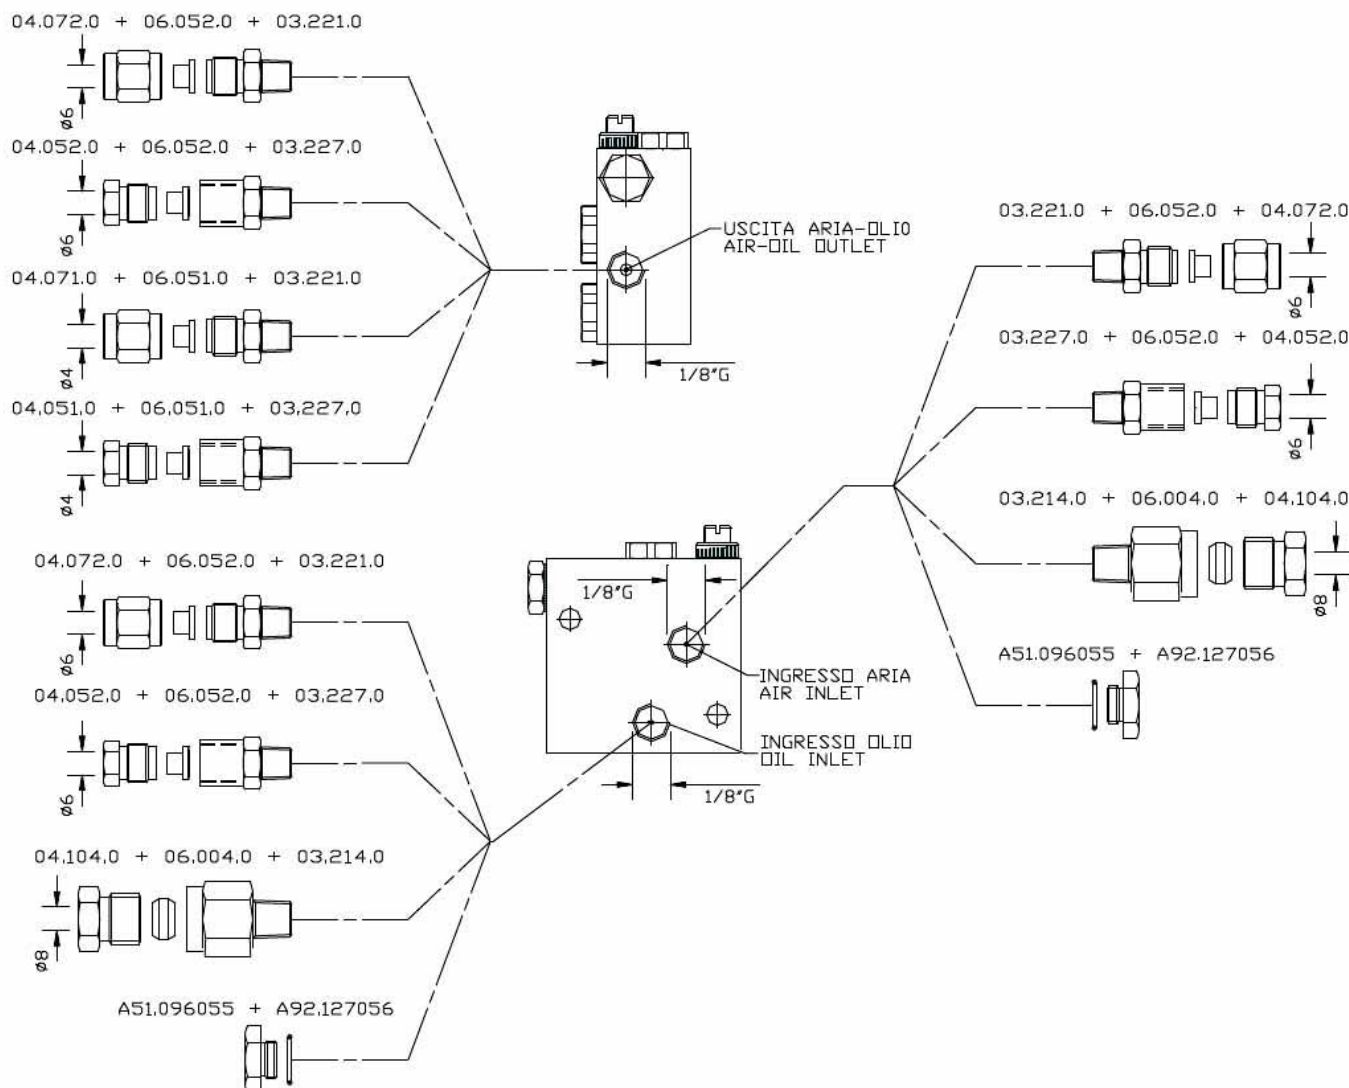 04.072.0 + 06.052.0 + 03.221.0
ø6
04.052.0 + 06.052.0 + 03.227.0
ø6
04.071.0 + 06.051.0 + 03.221.0
ø4
04.051.0 + 06.051.0 + 03.227.0
ø4
USCITA ARIA-OLIO
AIR-OIL OUTLET
1/8"G
03.221.0 + 06.052.0 + 04.072.0
ø6
03.227.0 + 06.052.0 + 04.052.0
ø6
03.214.0 + 06.004.0 + 04.104.0
ø8
A51.096055 + A92.127056
04.072.0 + 06.052.0 + 03.221.0
ø6
04.052.0 + 06.052.0 + 03.227.0
ø6
04.104.0 + 06.004.0 + 03.214.0
ø8
A51.096055 + A92.127056
1/8"G
INGRESSO ARIA
AIR INLET
INGRESSO OLIO
OIL INLET
1/8"G